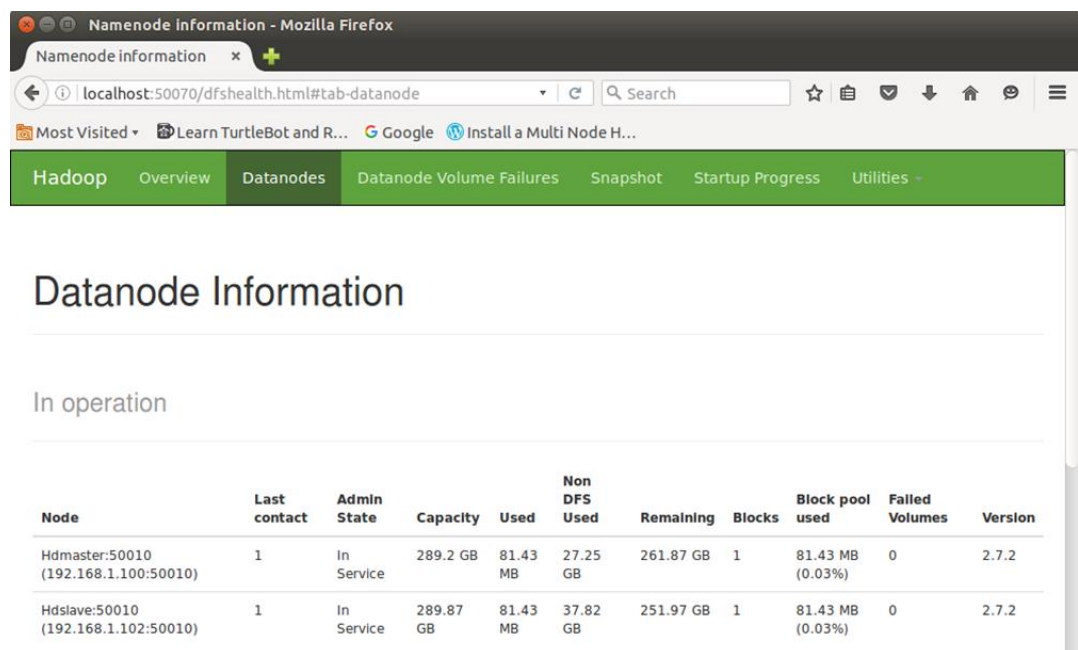 Namenode information - Mozilla Firefox
Namenode information
localhost:50070/dfshealth.html#tab-datanode
Search
Most Visited
Learn TurtleBot and R...
Google
Install a Multi Node H...
Hadoop Overview Datanodes Datanode Volume Failures Snapshot Startup Progress Utilities
Datanode Information
In operation
Node Last contact Admin State Capacity Used Non DFS Used Remaining Blocks Block pool used Failed Volumes Version
Hdmaster:50010 (192.168.1.100:50010) 1 In Service 289.2 GB 81.43 MB 27.25 GB 261.87 GB 1 81.43 MB (0.03%) 0 2.7.2
Hdslave:50010 (192.168.1.102:50010) 1 In Service 289.87 GB 81.43 MB 37.82 GB 251.97 GB 1 81.43 MB (0.03%) 0 2.7.2